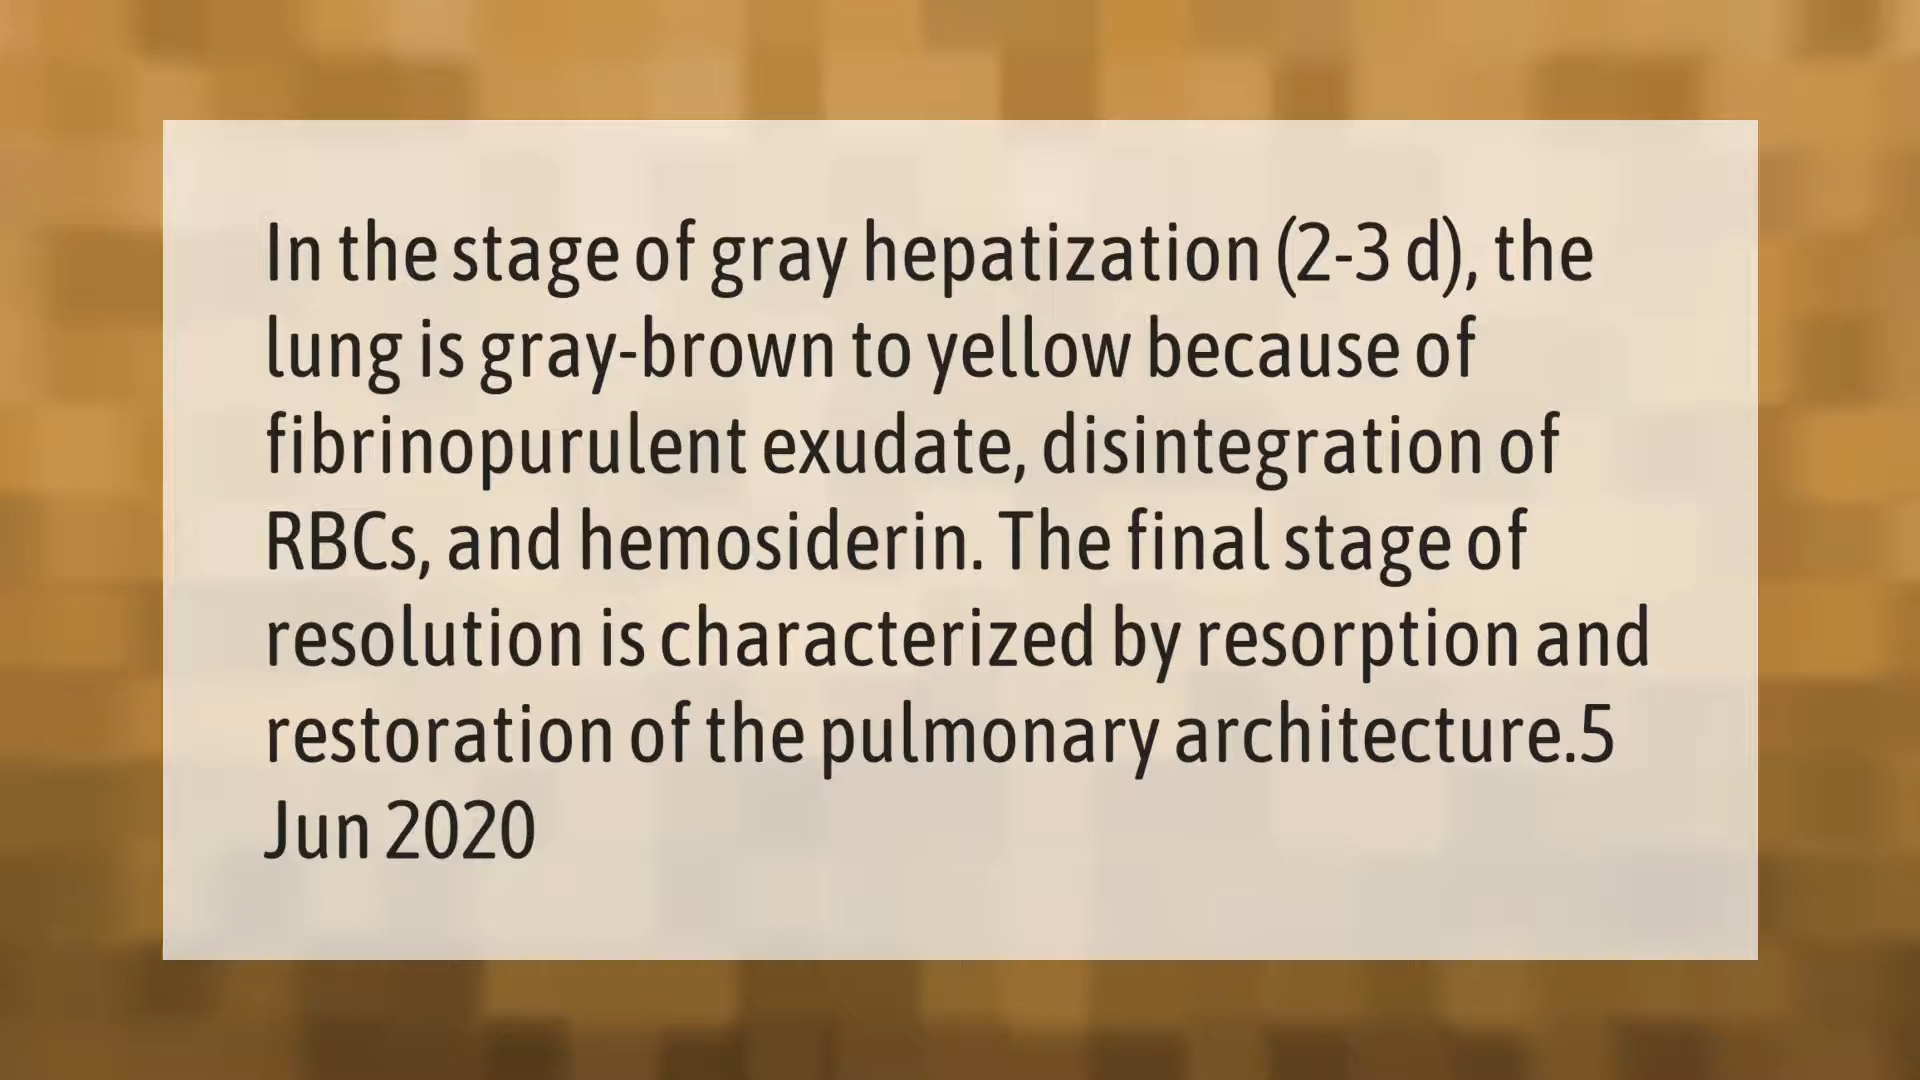 In the stage of gray hepatization (2-3 d), the
lung is gray-brown to yellow because of
fibrinopurulent exudate, disintegration of
RBCs, and hemosiderin. The final stage of
resolution is characterized by resorption and
restoration of the pulmonary architecture.5
Jun 2020